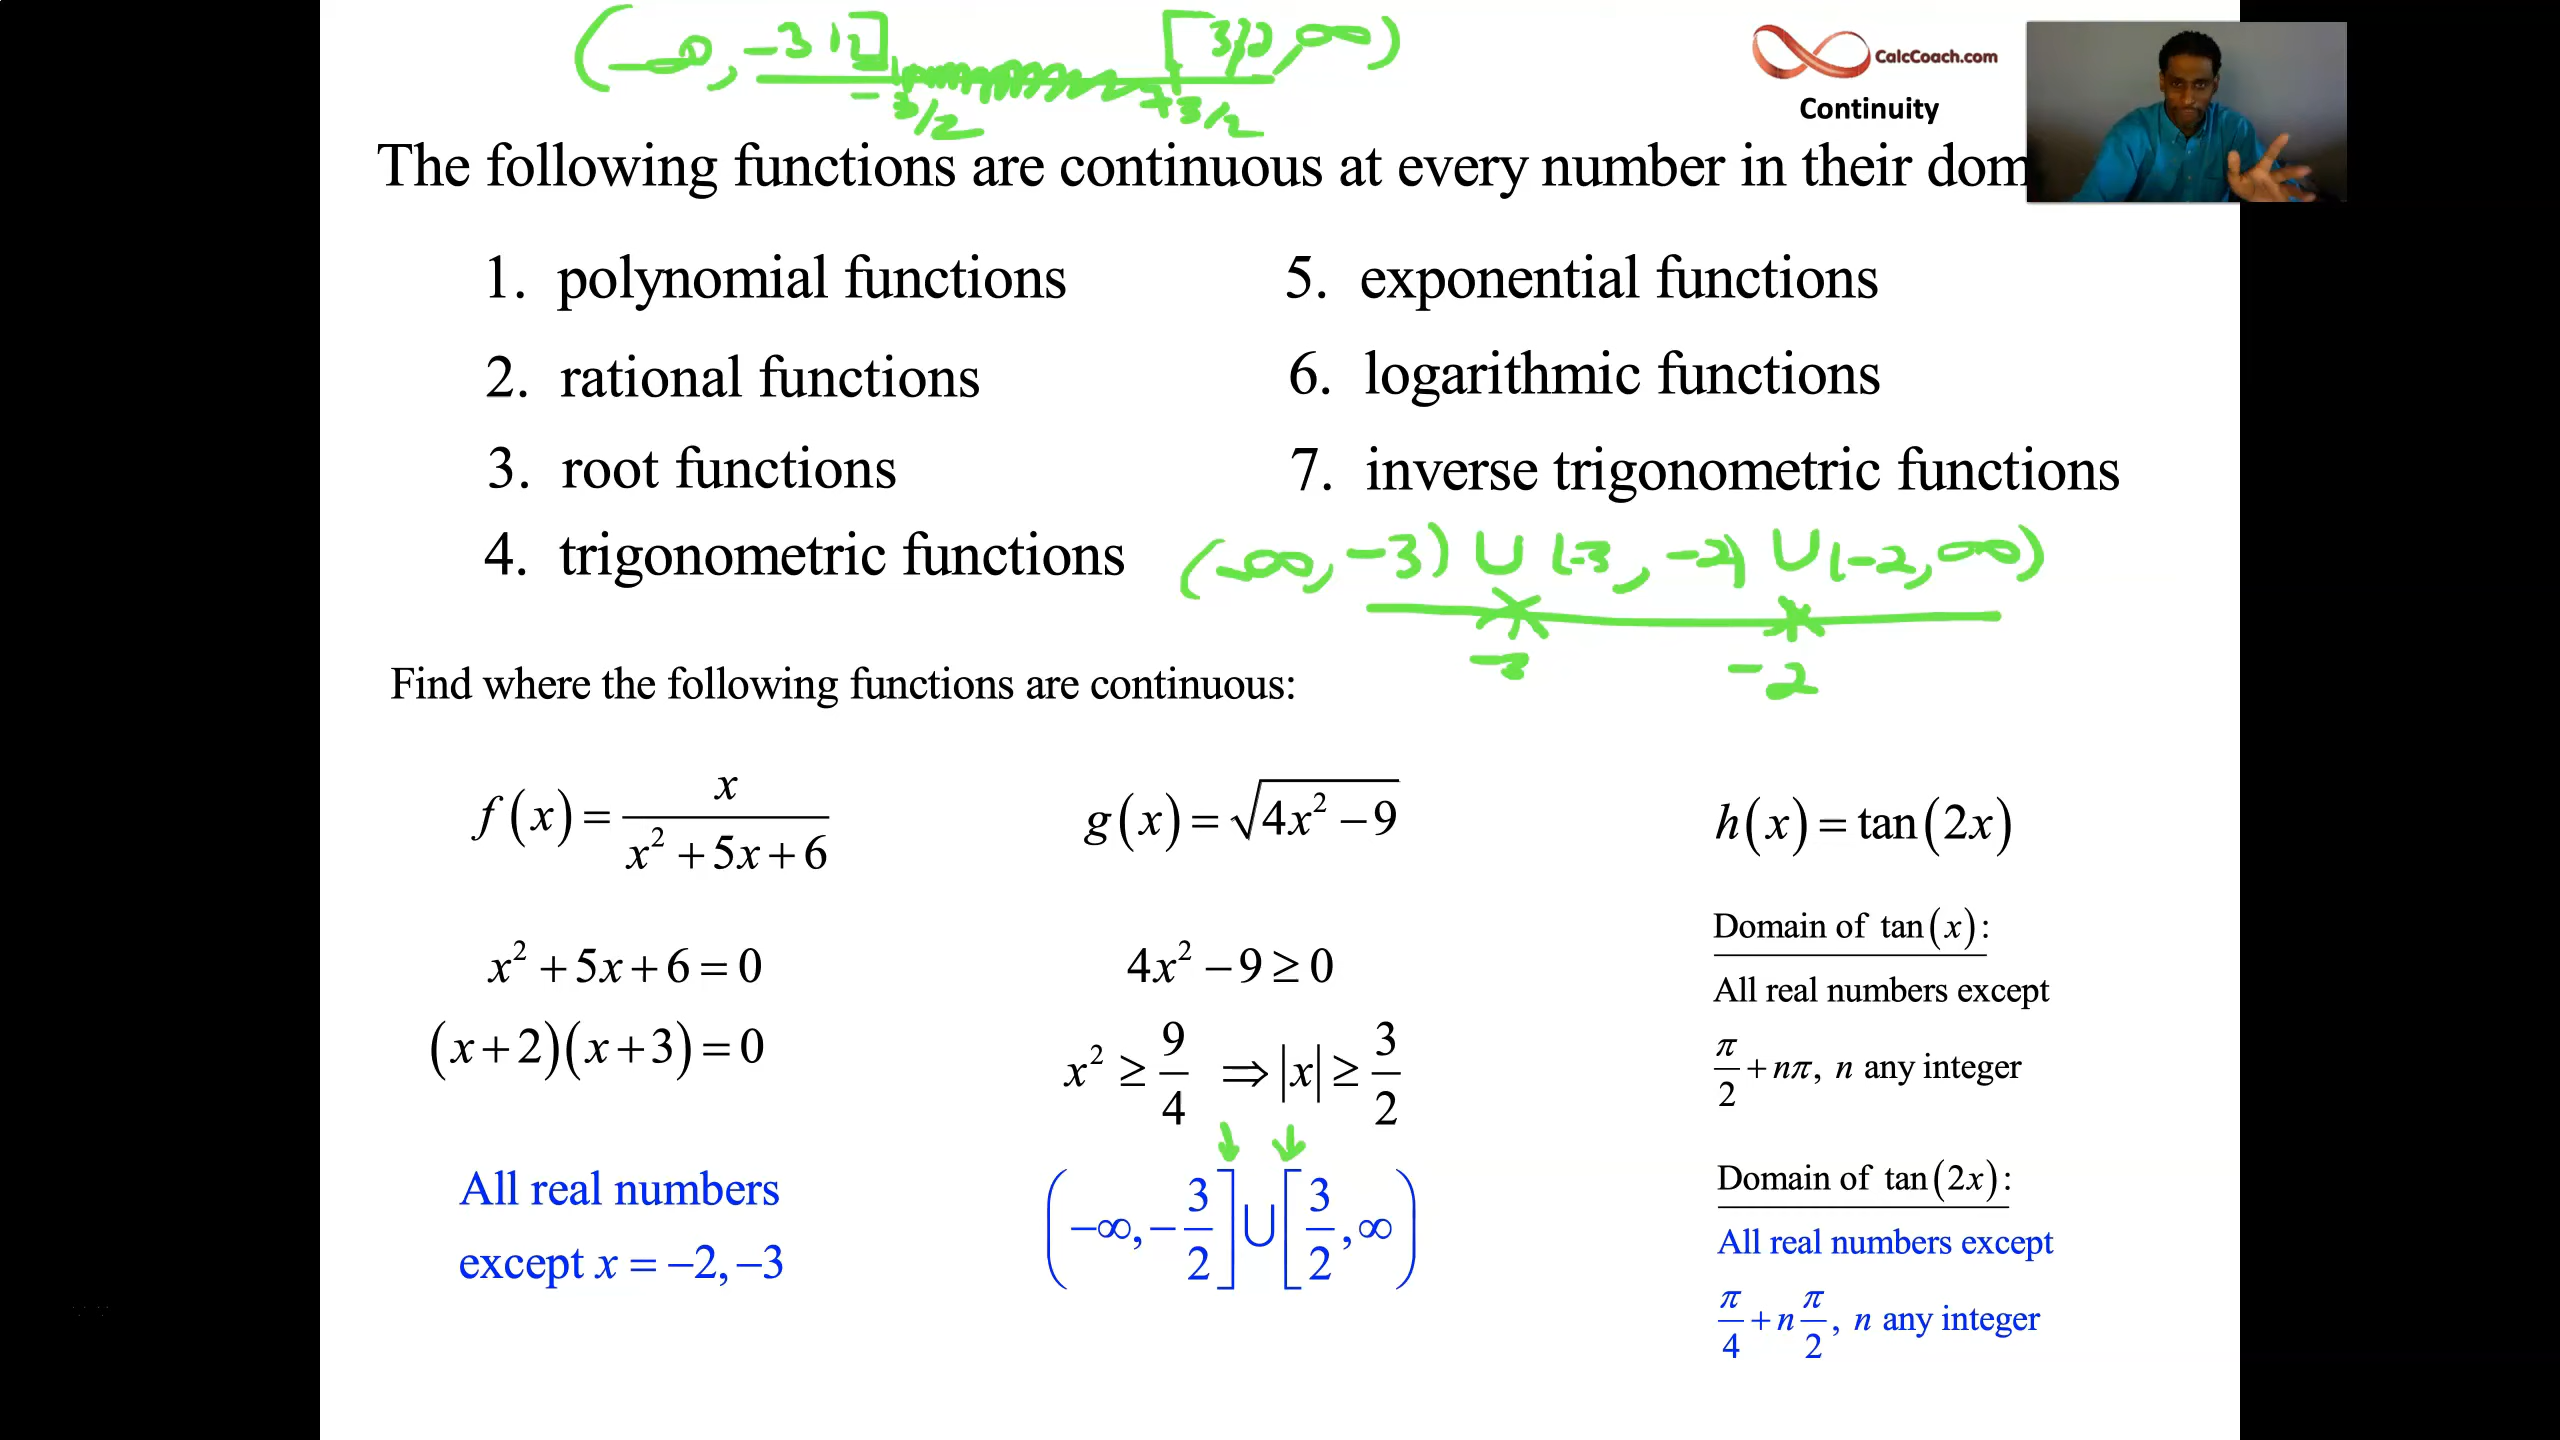 (-∞, -3/2] [3/2, ∞)
-3/2 +3/2
CalcCoach.com
Continuity
The following functions are continuous at every number in their dom
1. polynomial functions
2. rational functions
3. root functions
4. trigonometric functions
5. exponential functions
6. logarithmic functions
7. inverse trigonometric functions
(-∞, -3) ∪ (-3, -2) ∪ (-2, ∞)
-3 -2
Find where the following functions are continuous:
f(x) = x / (x² + 5x + 6)
x² + 5x + 6 = 0
(x + 2)(x + 3) = 0
All real numbers
except x = −2, −3
g(x) = √(4x² − 9)
4x² − 9 ≥ 0
x² ≥ 9/4 ⇒ |x| ≥ 3/2
(−∞, −3/2] ∪ [3/2, ∞)
h(x) = tan(2x)
Domain of tan(x):
All real numbers except
π/2 + nπ, n any integer
Domain of tan(2x):
All real numbers except
π/4 + n π/2, n any integer